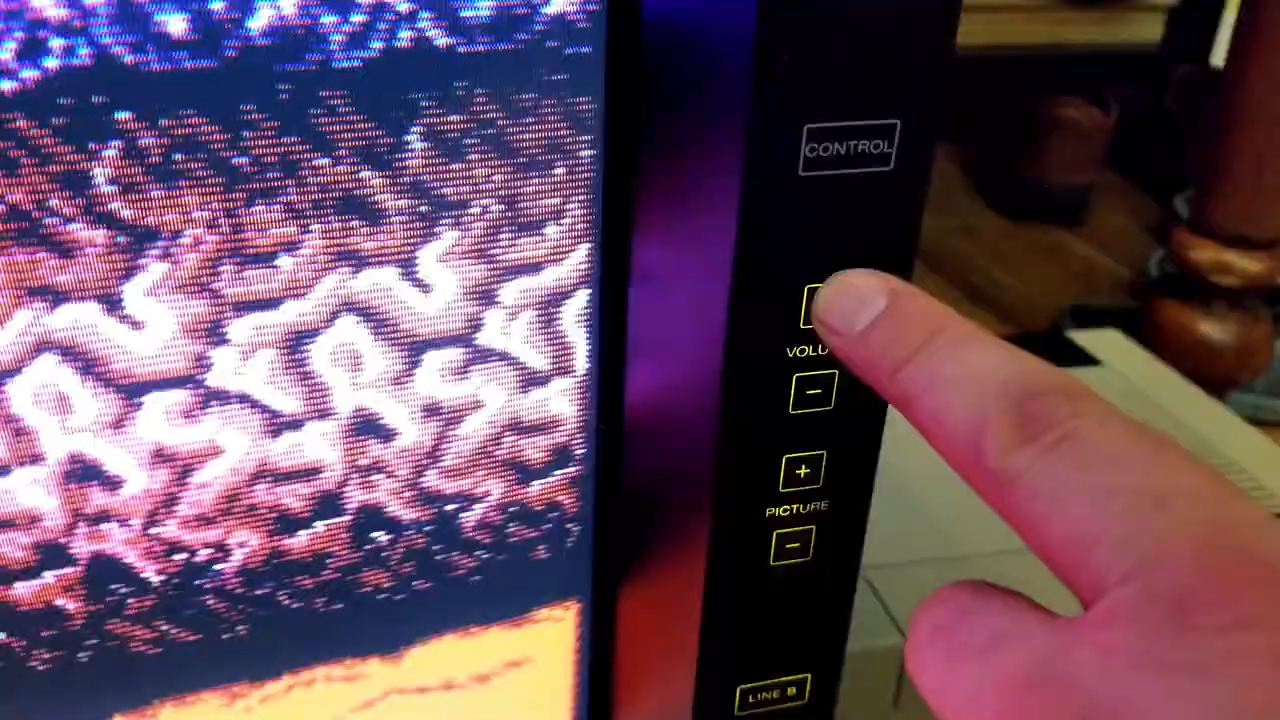 CONTROL
VOLU
−
+
PICTURE
−
LINE B